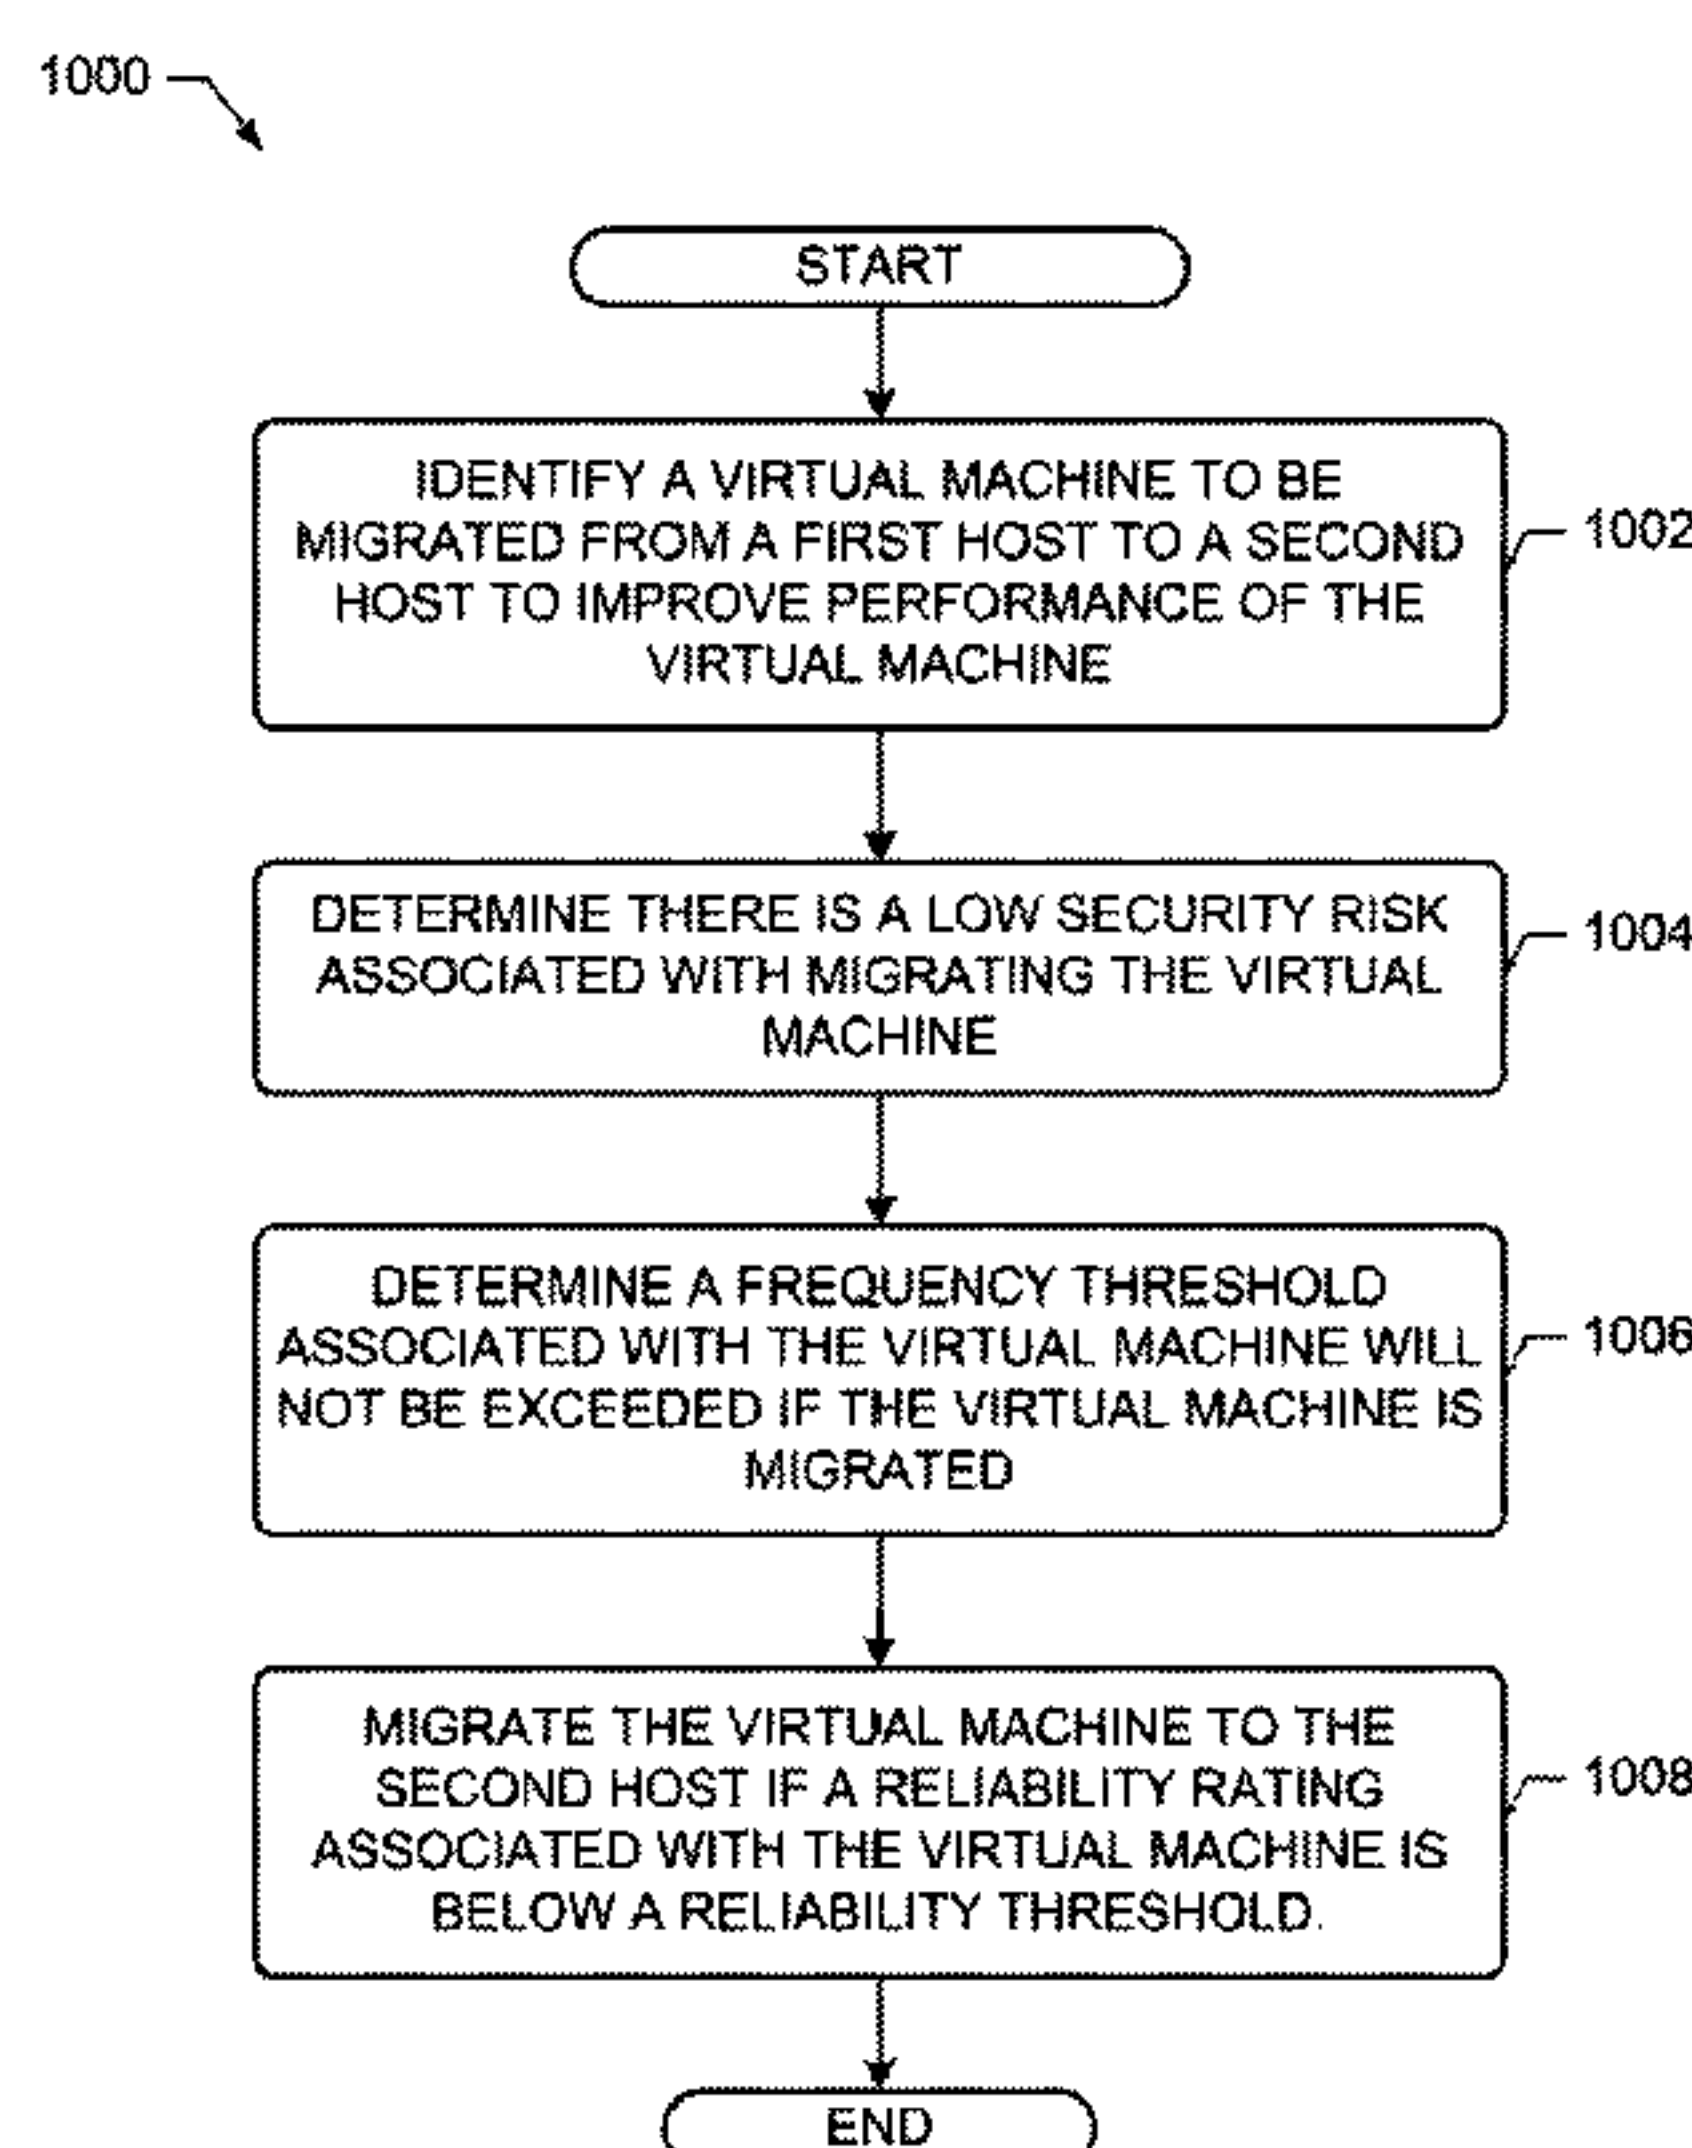 1000
START
IDENTIFY A VIRTUAL MACHINE TO BE
MIGRATED FROM A FIRST HOST TO A SECOND
HOST TO IMPROVE PERFORMANCE OF THE
VIRTUAL MACHINE
1002
DETERMINE THERE IS A LOW SECURITY RISK
ASSOCIATED WITH MIGRATING THE VIRTUAL
MACHINE
1004
DETERMINE A FREQUENCY THRESHOLD
ASSOCIATED WITH THE VIRTUAL MACHINE WILL
NOT BE EXCEEDED IF THE VIRTUAL MACHINE IS
MIGRATED
1006
MIGRATE THE VIRTUAL MACHINE TO THE
SECOND HOST IF A RELIABILITY RATING
ASSOCIATED WITH THE VIRTUAL MACHINE IS
BELOW A RELIABILITY THRESHOLD.
1008
END